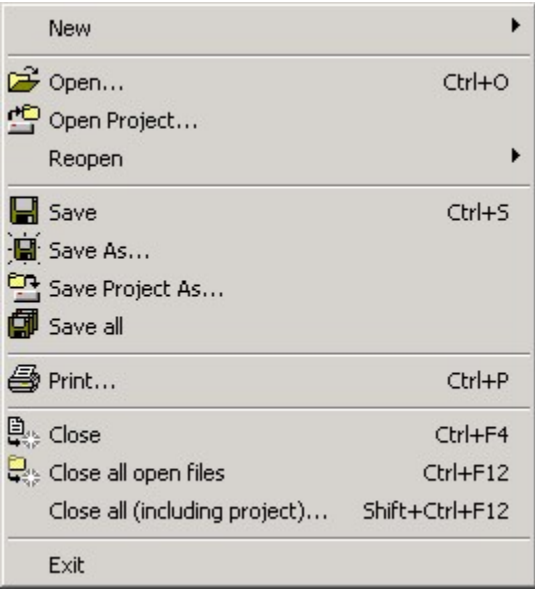 New
Open... Ctrl+O
Open Project...
Reopen
Save Ctrl+S
Save As...
Save Project As...
Save all
Print... Ctrl+P
Close Ctrl+F4
Close all open files Ctrl+F12
Close all (including project)... Shift+Ctrl+F12
Exit